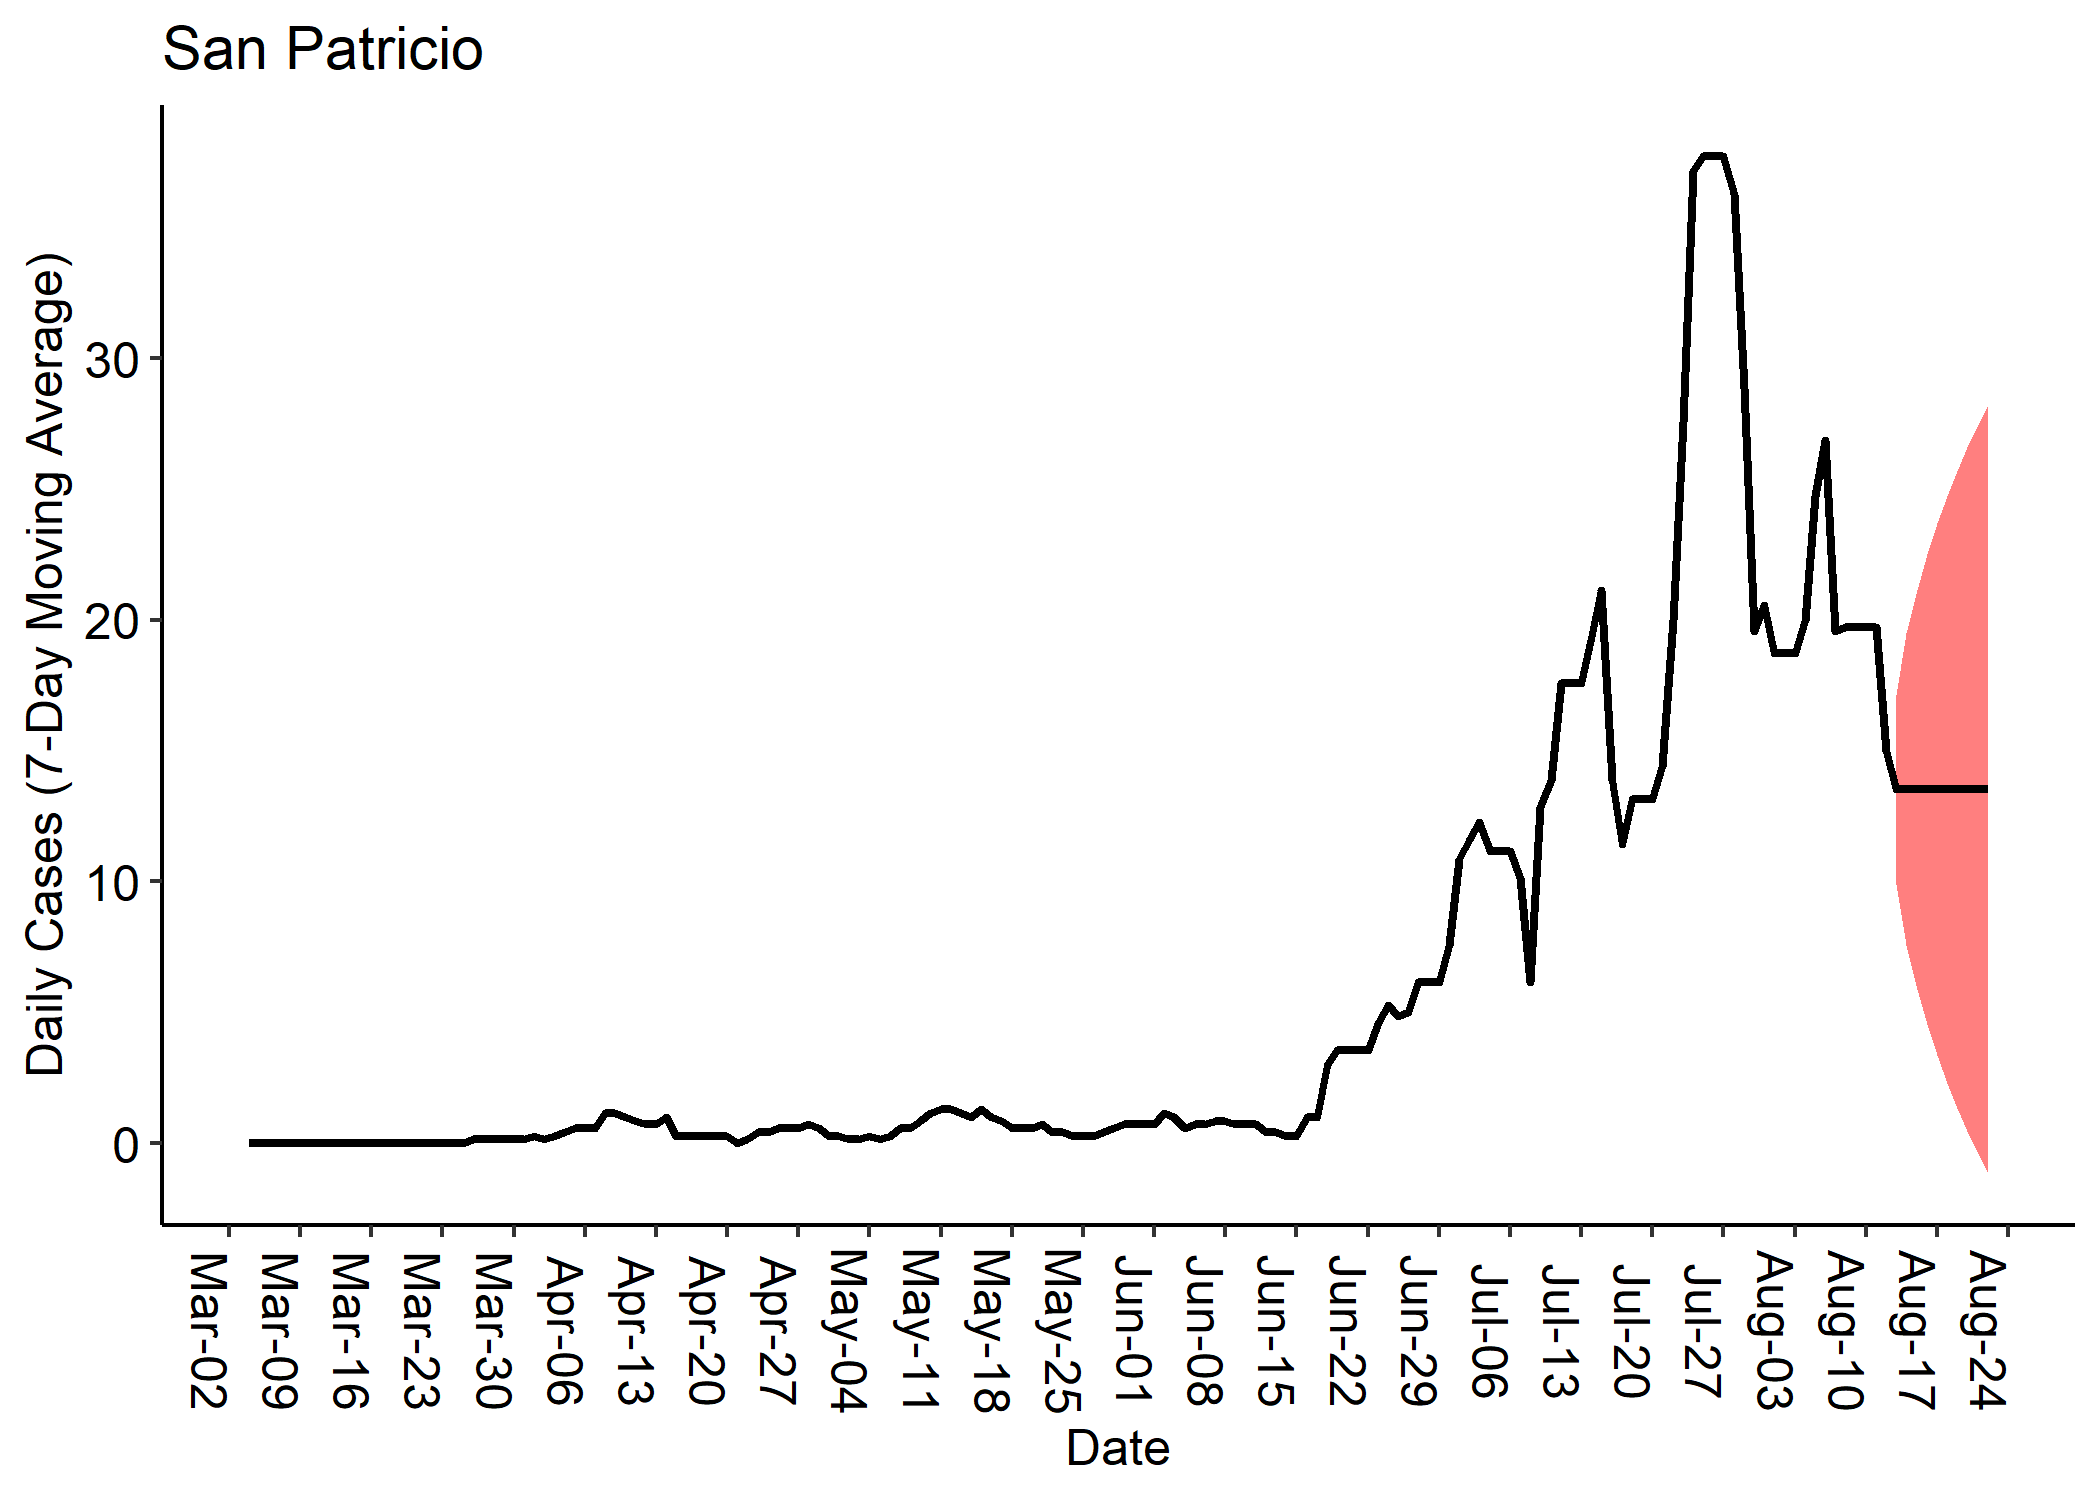 San Patricio
Daily Cases (7-Day Moving Average)
30
20
10
0
Mar-02
Mar-09
Mar-16
Mar-23
Mar-30
Apr-06
Apr-13
Apr-20
Apr-27
May-04
May-11
May-18
May-25
Jun-01
Jun-08
Jun-15
Jun-22
Jun-29
Jul-06
Jul-13
Jul-20
Jul-27
Aug-03
Aug-10
Aug-17
Aug-24
Date